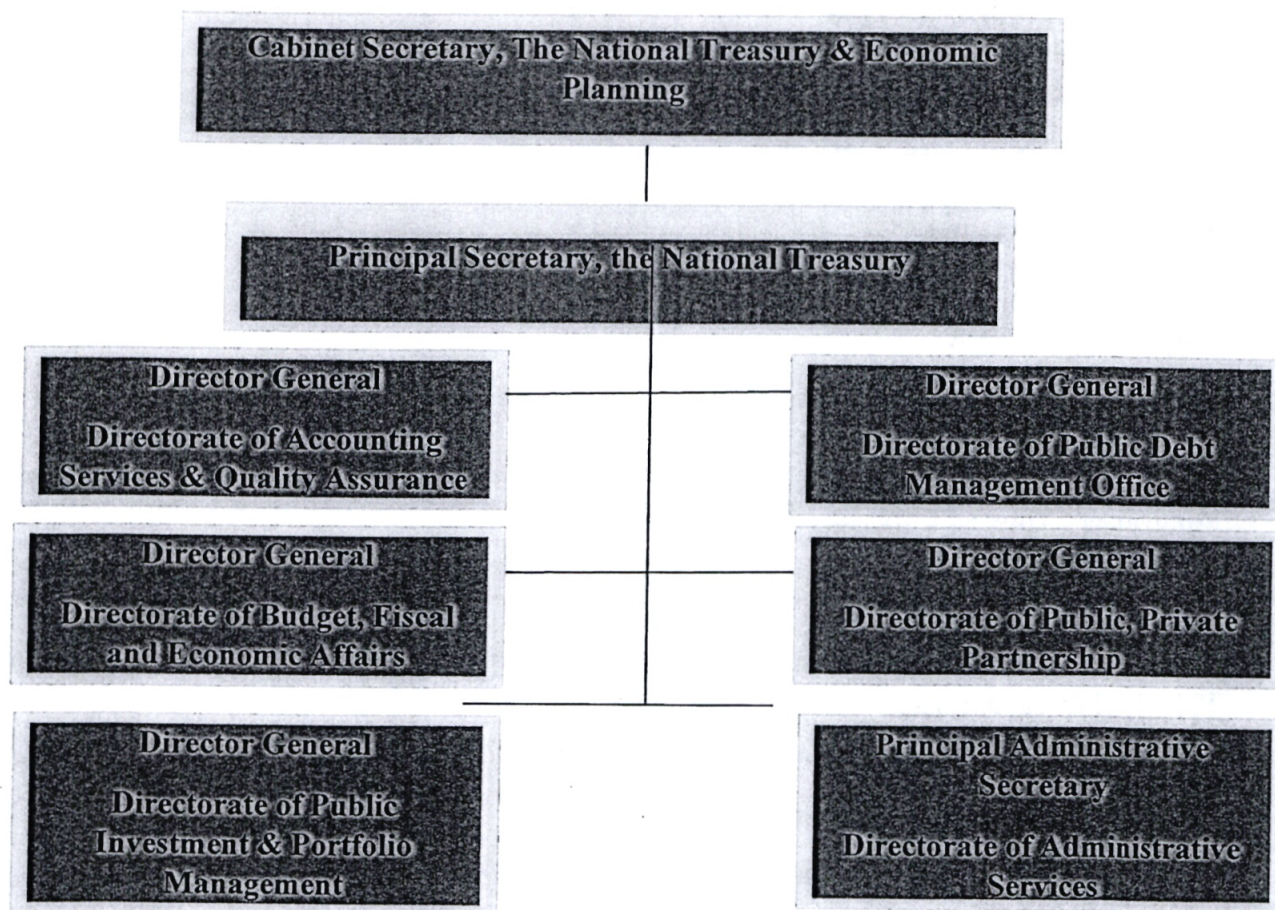 Cabinet Secretary, The National Treasury & Economic
Planning
Principal Secretary, the National Treasury
Director General
Directorate of Accounting
Services & Quality Assurance
Director General
Directorate of Public Debt
Management Office
Director General
Directorate of Budget, Fiscal
and Economic Affairs
Director General
Directorate of Public, Private
Partnership
Director General
Directorate of Public
Investment & Portfolio
Management
Principal Administrative
Secretary
Directorate of Administrative
Services